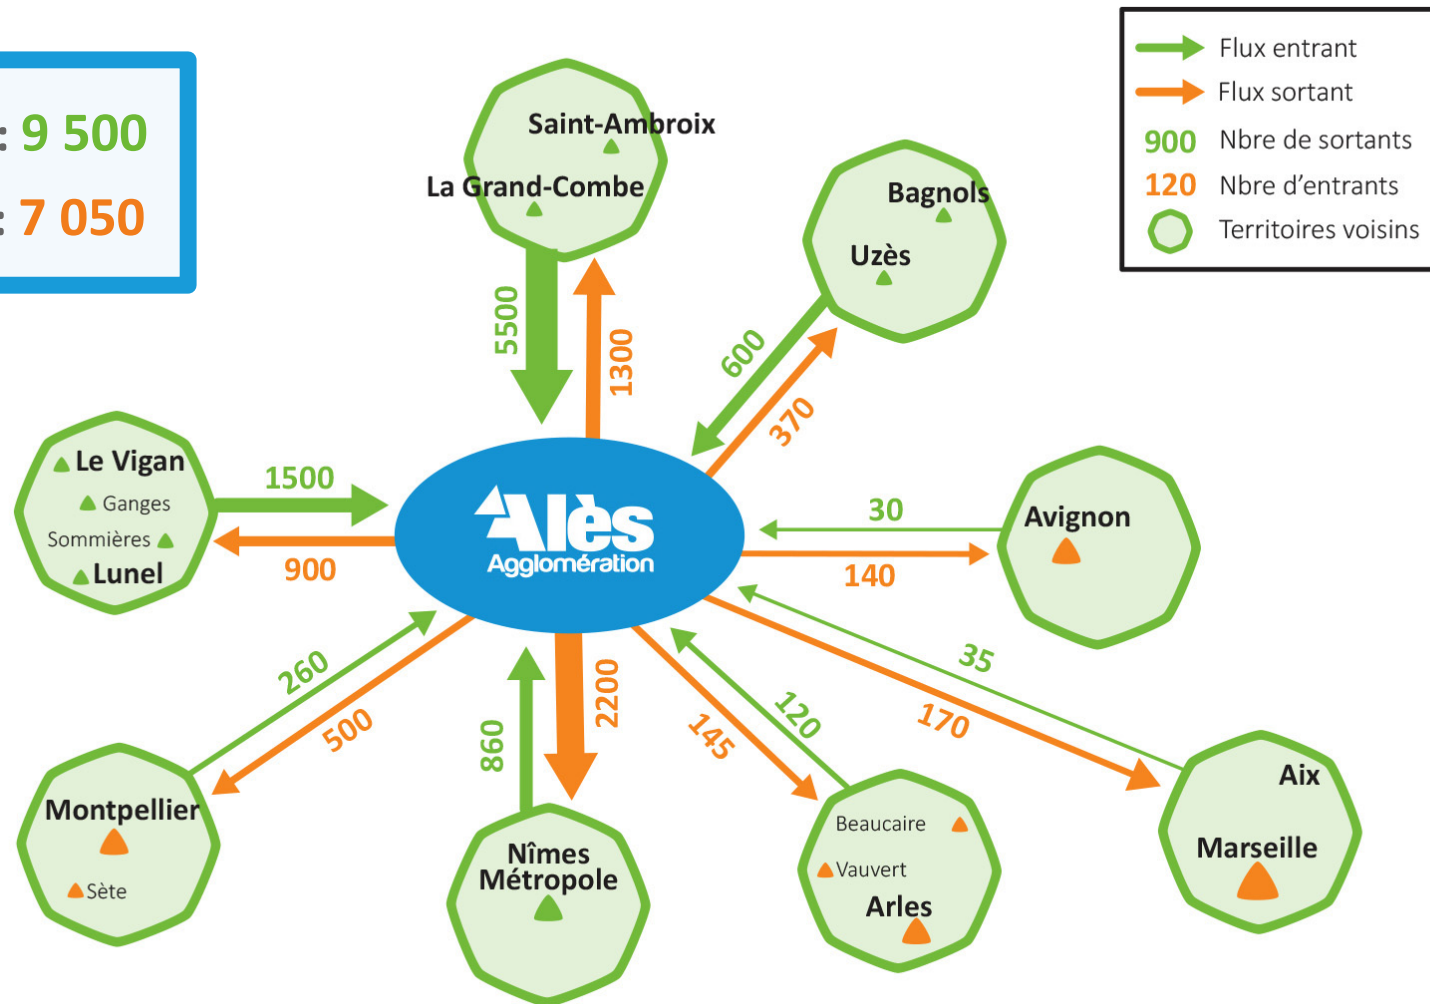 : 9 500
: 7 050
Flux entrant
Flux sortant
900 Nbre de sortants
120 Nbre d'entrants
Territoires voisins
Saint-Ambroix
La Grand-Combe
Bagnols
Uzès
5500
1300
600
370
Le Vigan
Ganges
Sommières
Lunel
1500
900
Alès
Agglomération
30
140
Avignon
260
500
860
2200
145
120
35
170
Montpellier
Sète
Nîmes
Métropole
Beaucaire
Vauvert
Arles
Aix
Marseille